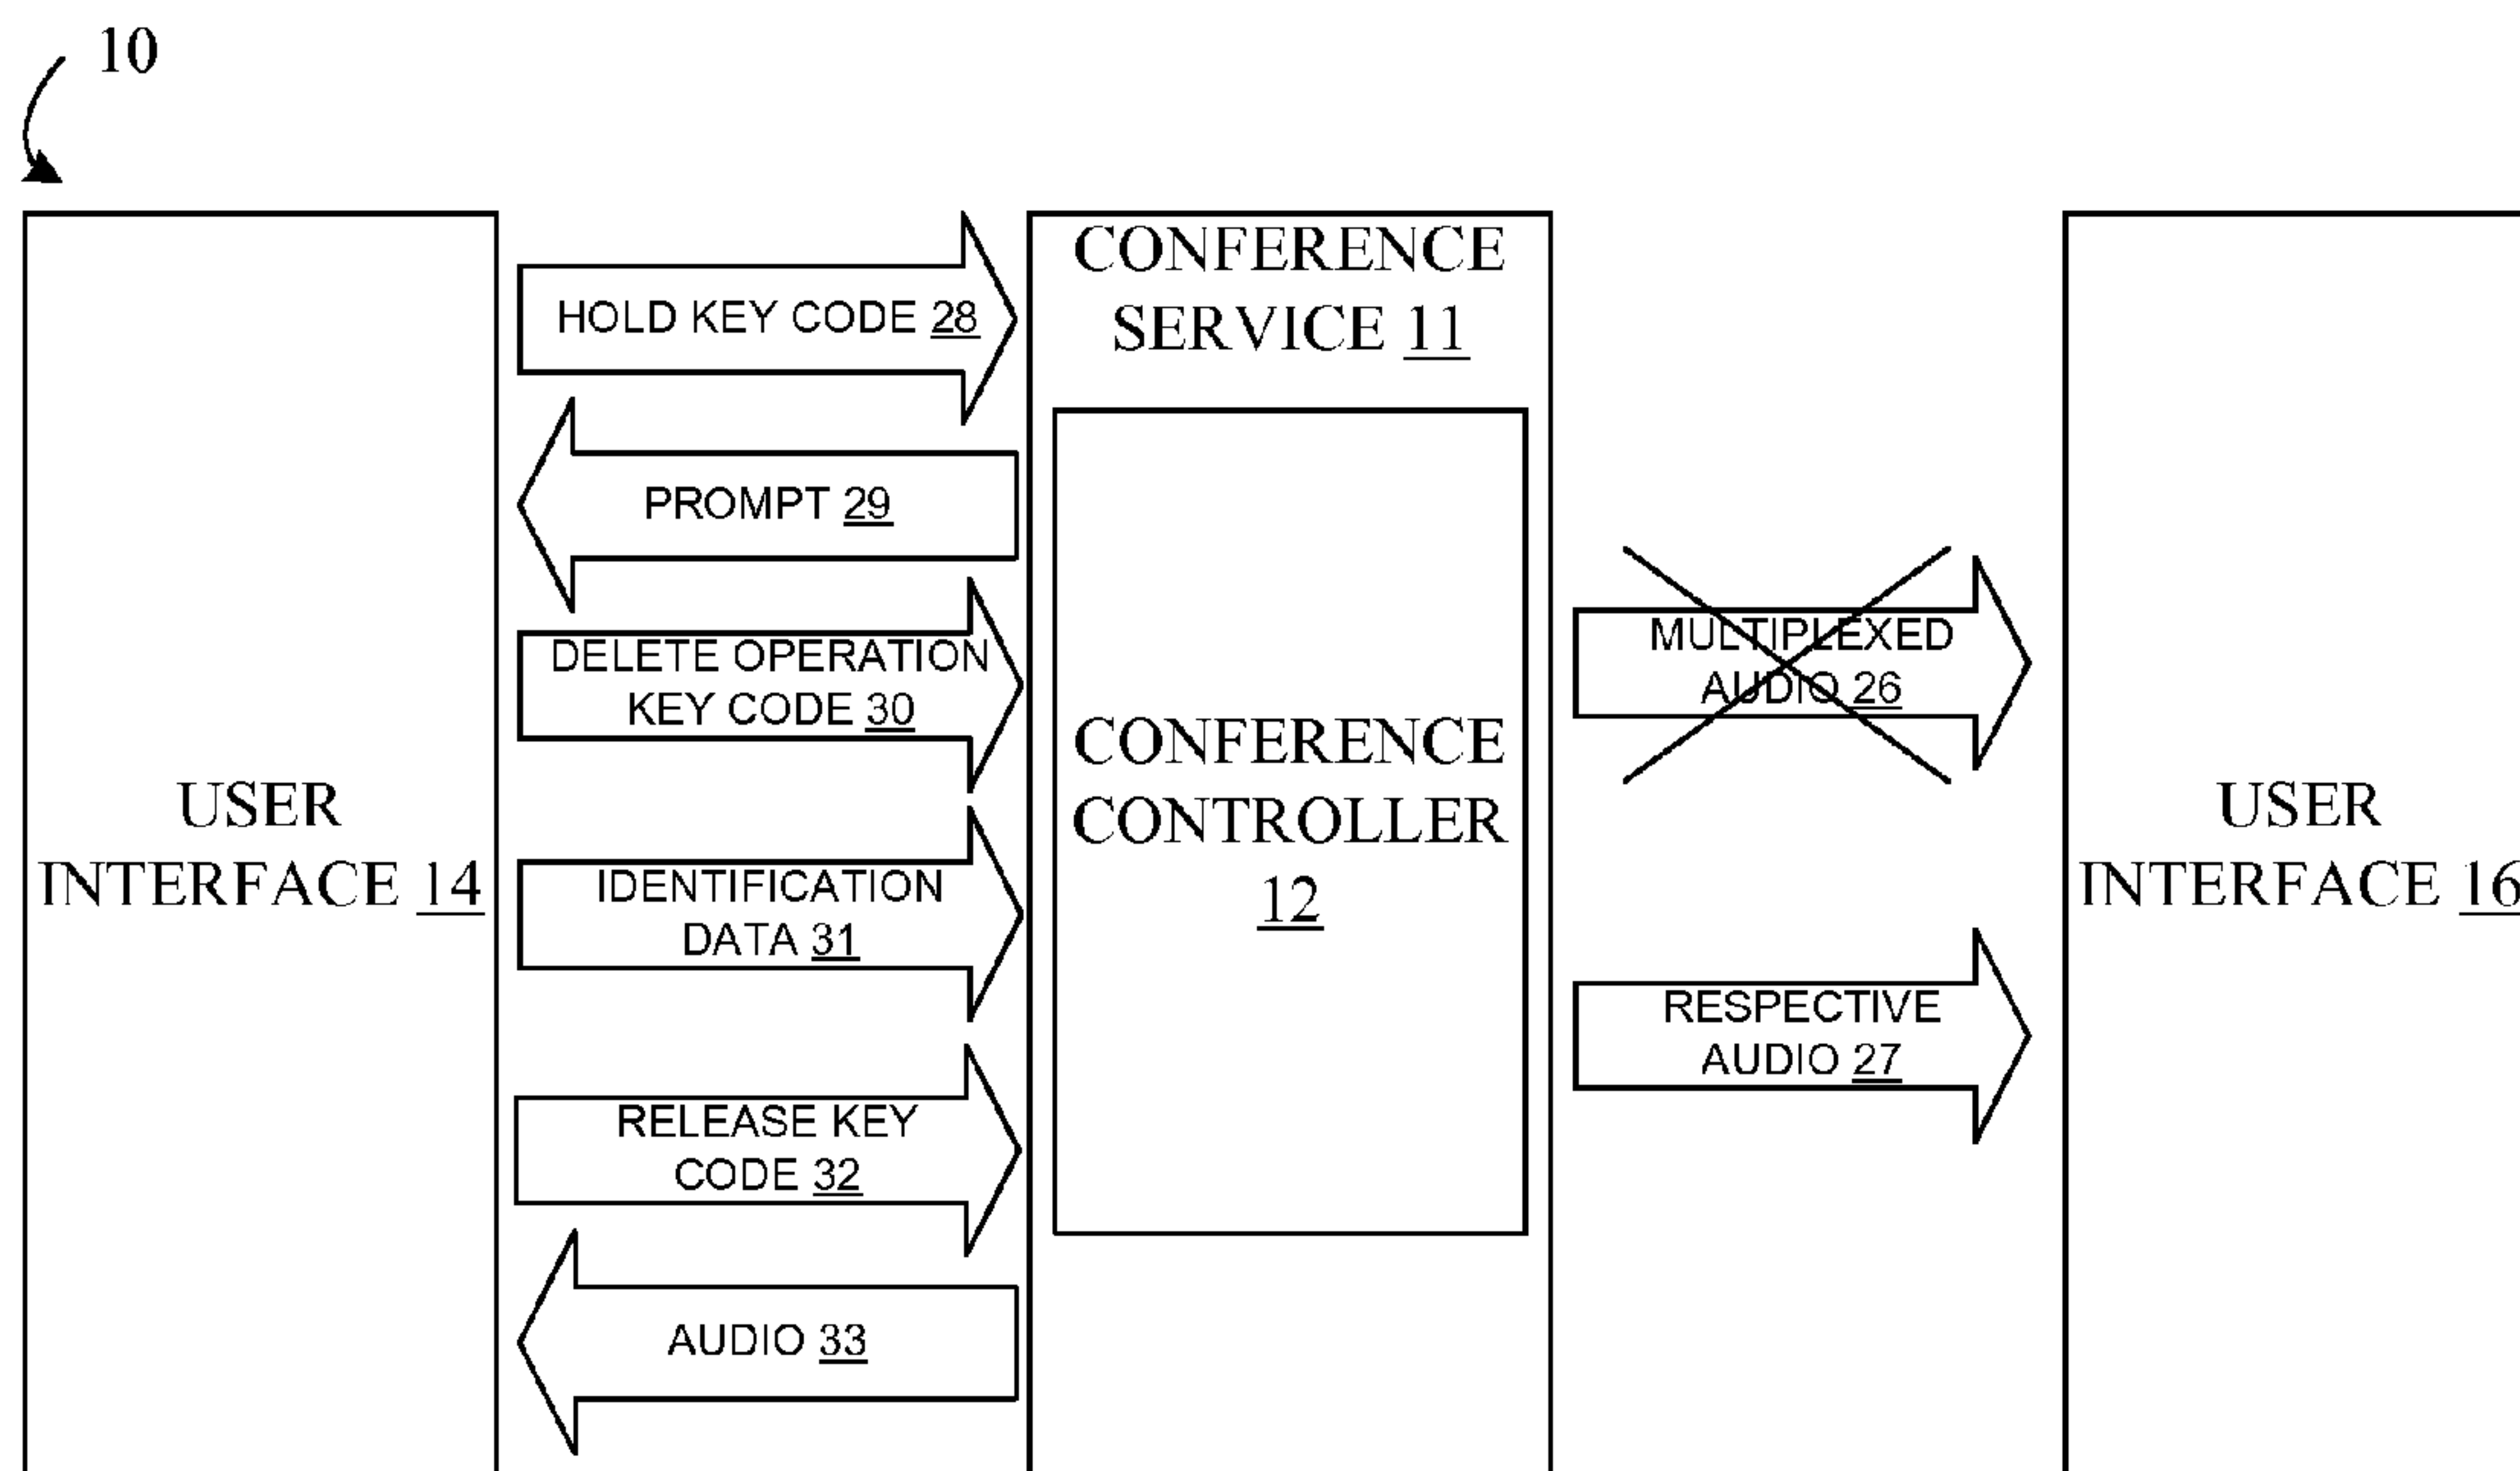 10
USER
INTERFACE 14
HOLD KEY CODE 28
PROMPT 29
DELETE OPERATION
KEY CODE 30
IDENTIFICATION
DATA 31
RELEASE KEY
CODE 32
AUDIO 33
CONFERENCE
SERVICE 11
CONFERENCE
CONTROLLER
12
MULTIPLEXED
AUDIO 26
RESPECTIVE
AUDIO 27
USER
INTERFACE 16